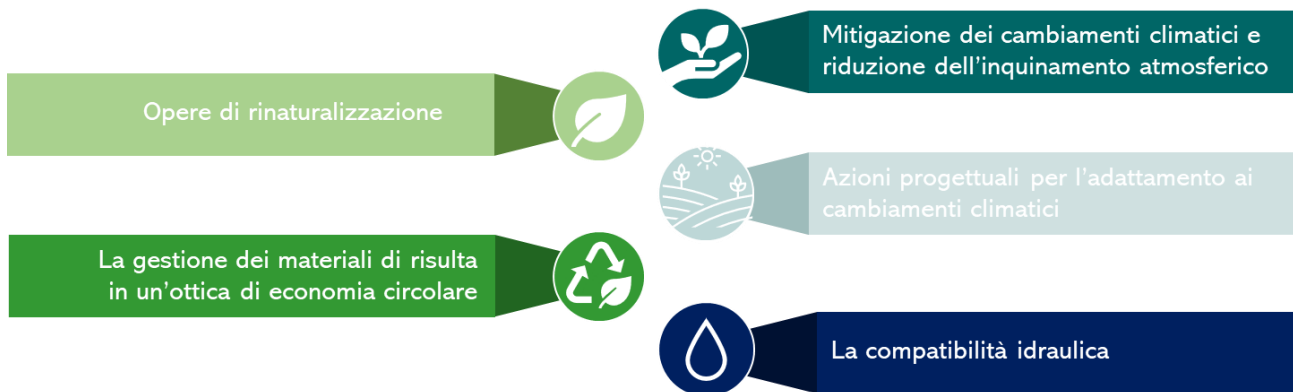 Opere di rinaturalizzazione
La gestione dei materiali di risulta
in un'ottica di economia circolare
Mitigazione dei cambiamenti climatici e
riduzione dell'inquinamento atmosferico
Azioni progettuali per l'adattamento ai
cambiamenti climatici
La compatibilità idraulica